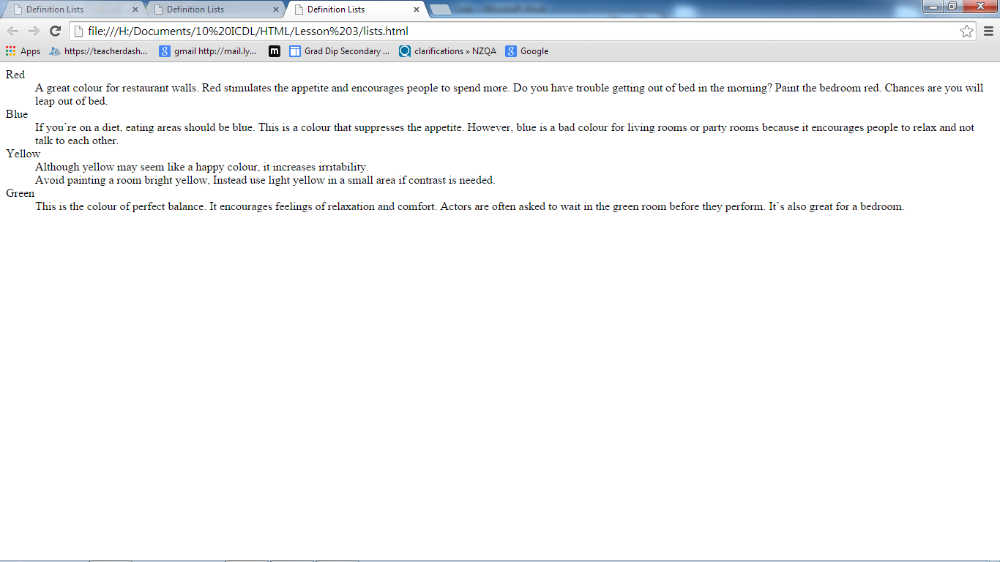 Definition Lists
Definition Lists
Definition Lists
file:///H:/Documents/10%20ICDL/HTML/Lesson%203/lists.html
Apps https://teacherdash... gmail http://mail.ly... m Grad Dip Secondary ... clarifications » NZQA Google
Red
A great colour for restaurant walls. Red stimulates the appetite and encourages people to spend more. Do you have trouble getting out of bed in the morning? Paint the bedroom red. Chances are you will
leap out of bed.
Blue
If you’re on a diet, eating areas should be blue. This is a colour that suppresses the appetite. However, blue is a bad colour for living rooms or party rooms because it encourages people to relax and not
talk to each other.
Yellow
Although yellow may seem like a happy colour, it increases irritability.
Avoid painting a room bright yellow, Instead use light yellow in a small area if contrast is needed.
Green
This is the colour of perfect balance. It encourages feelings of relaxation and comfort. Actors are often asked to wait in the green room before they perform. It’s also great for a bedroom.